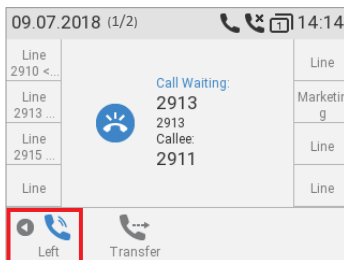 09.07.2018 (1/2) 1 14:14
Line
2910 <...
Line
2913 ...
Line
2915 ...
Line
Call Waiting:
2913
2913
Callee:
2911
Line
Marketin
g
Line
Line
Left
Transfer